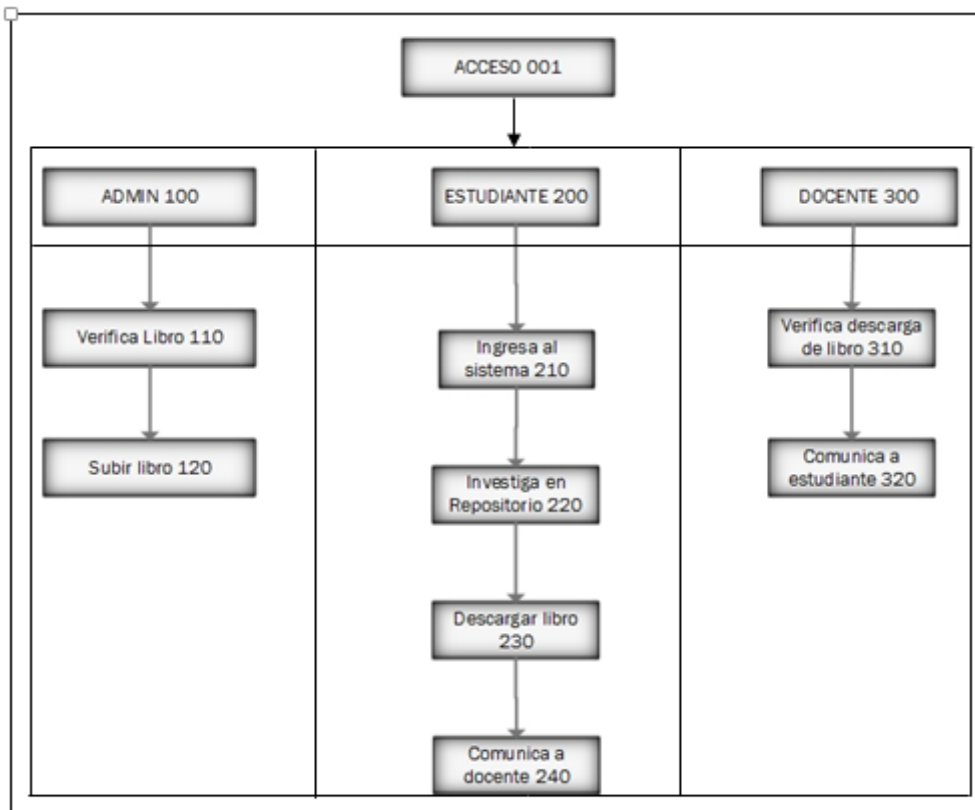 ACCESO 001
ADMIN 100
ESTUDIANTE 200
DOCENTE 300
Verifica Libro 110
Subir libro 120
Ingresa al
sistema 210
Investiga en
Repositorio 220
Descargar libro
230
Comunica a
docente 240
Verifica descarga
de libro 310
Comunica a
estudiante 320